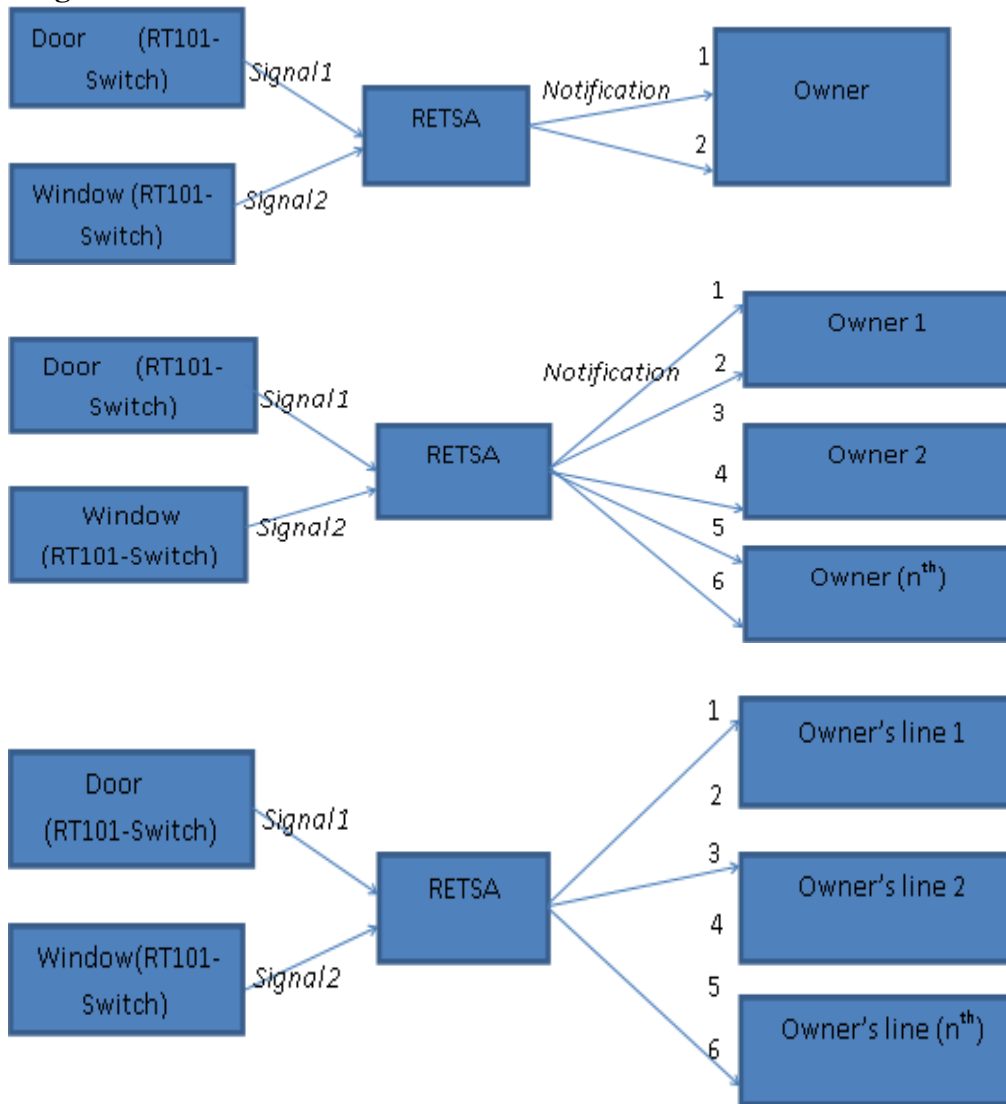 Door (RT101-
Switch)
Signal1
Window (RT101-
Switch)
Signal2
RETSA
Notification
1
2
Owner
Door (RT101-
Switch)
Signal1
Window
(RT101-Switch)
Signal2
RETSA
Notification
1
2
3
4
5
6
Owner 1
Owner 2
Owner (nth)
Door
(RT101-Switch)
Signal1
Window(RT101-
Switch)
Signal2
RETSA
1
2
3
4
5
6
Owner's line 1
Owner's line 2
Owner's line (nth)